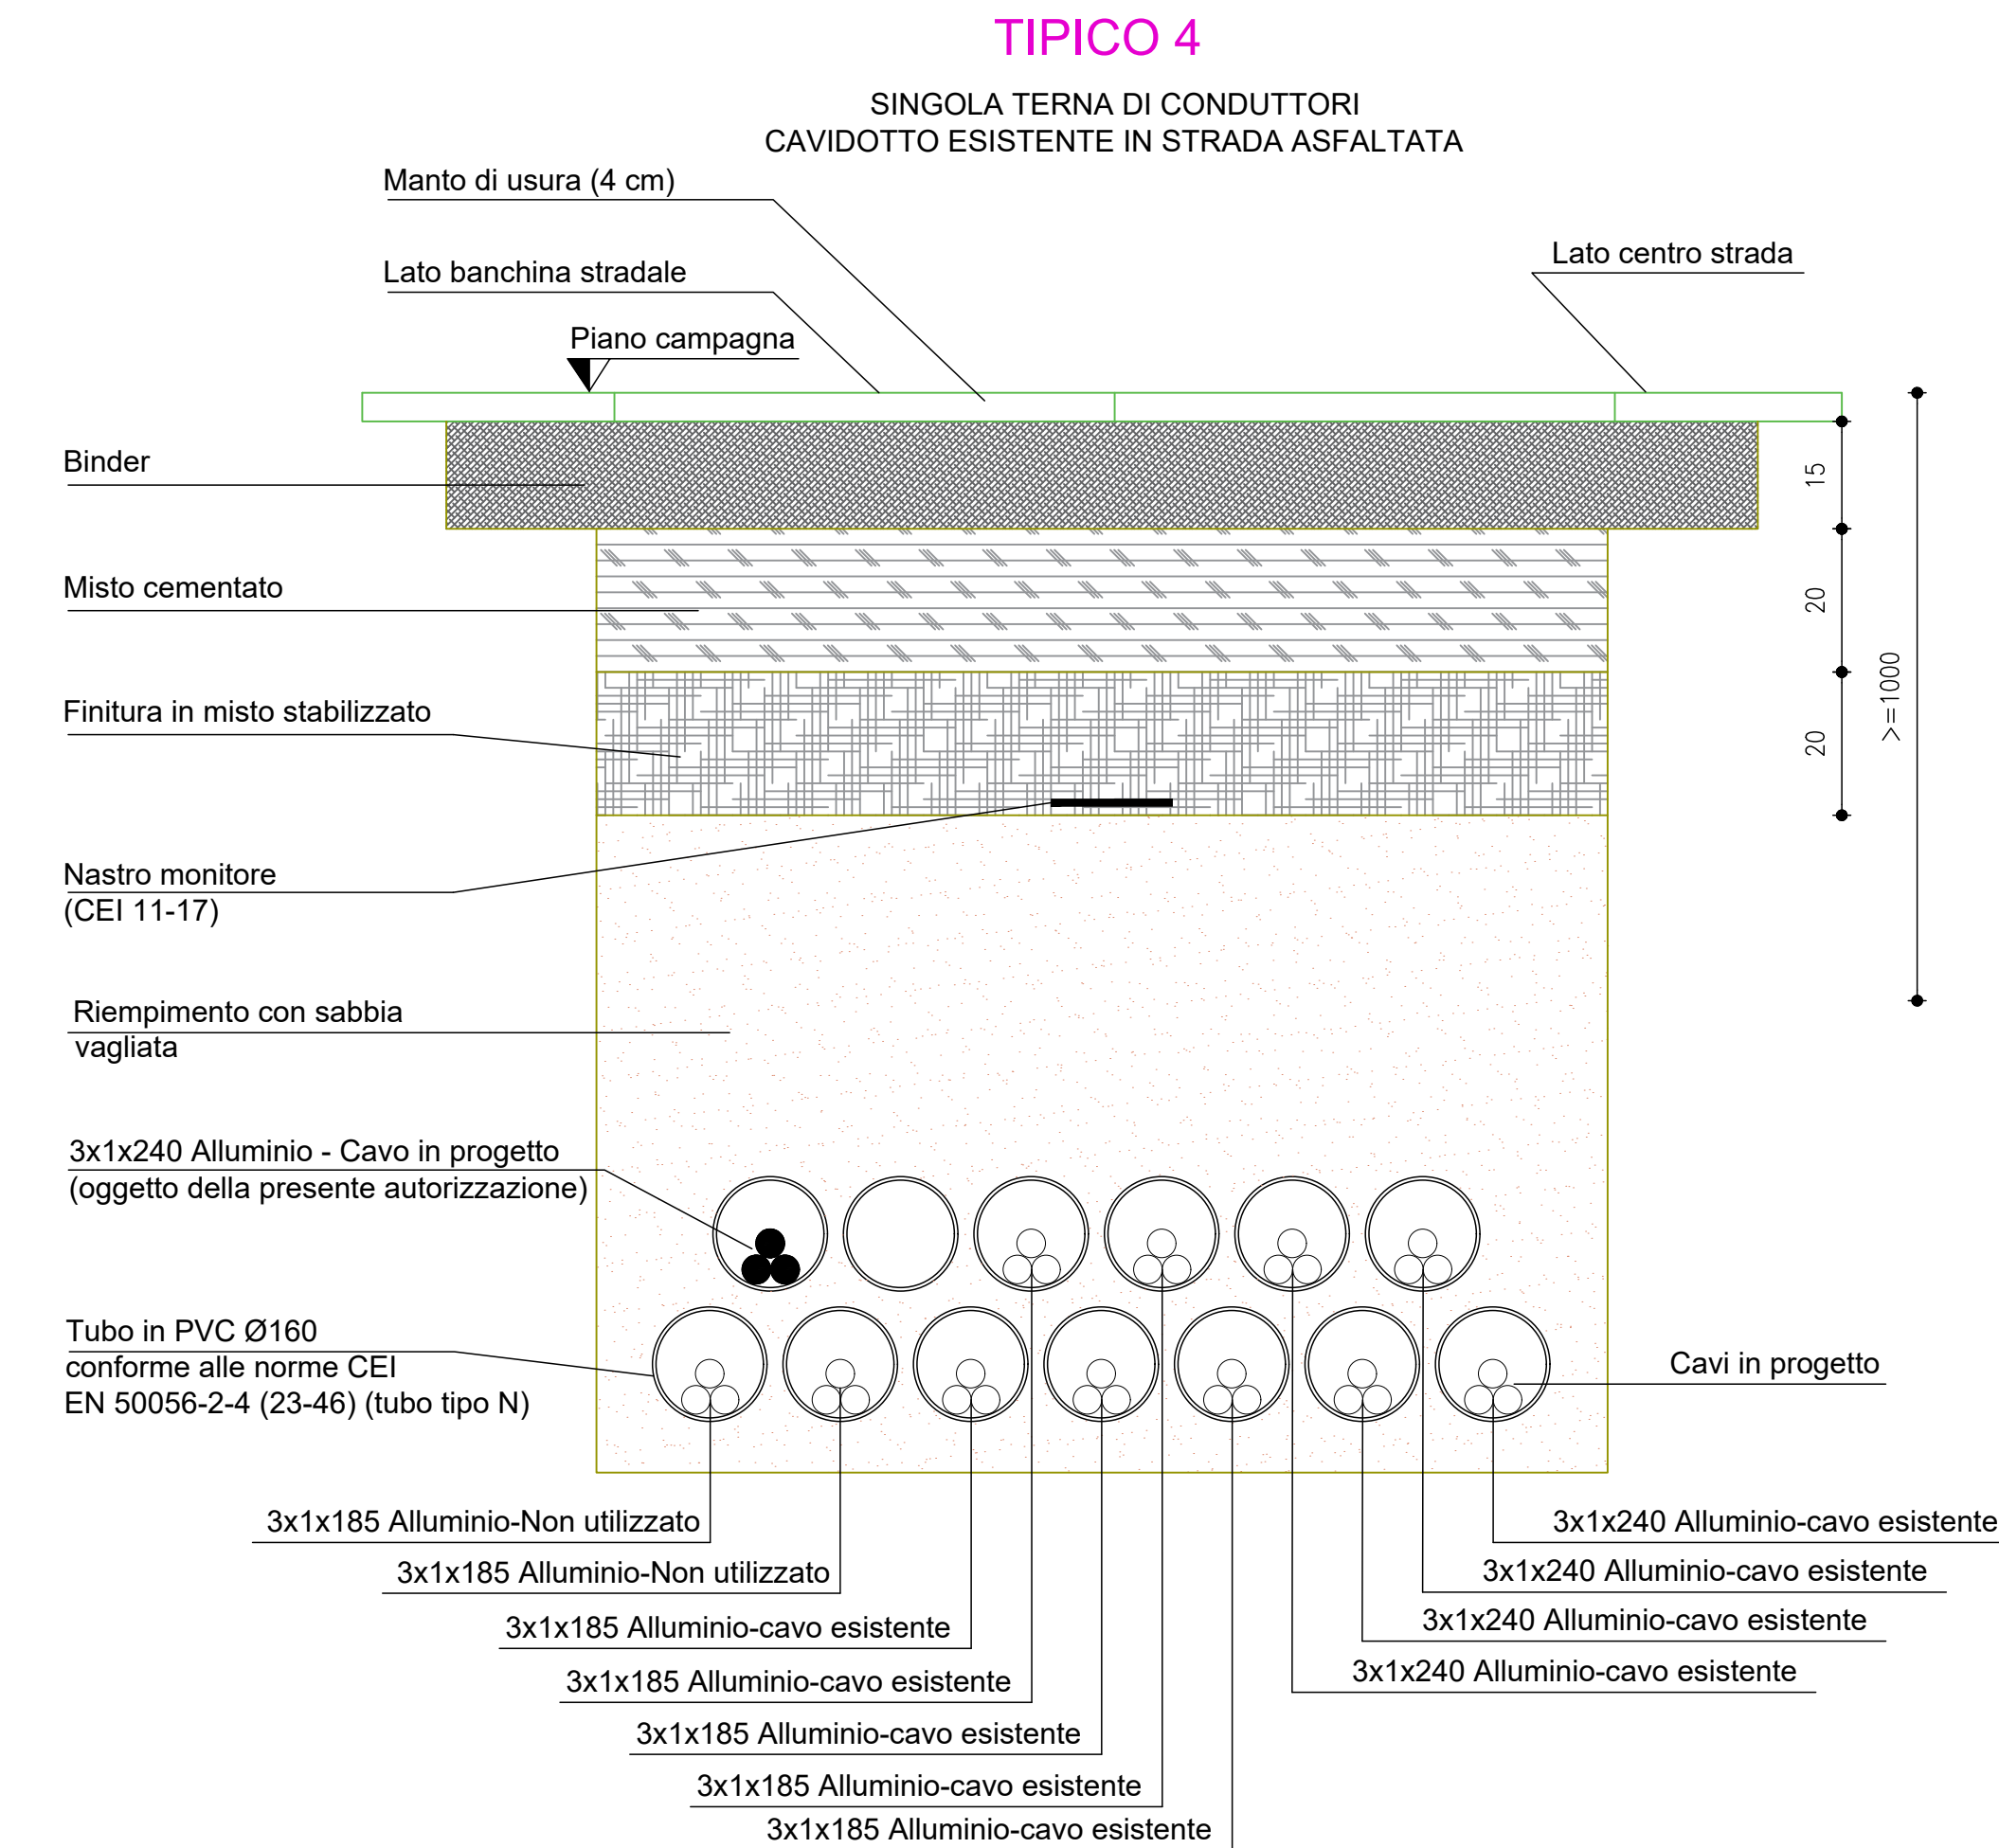 TIPICO 4
SINGOLA TERNA DI CONDUTTORI
CAVIDOTTO ESISTENTE IN STRADA ASFALTATA
Manto di usura (4 cm)
Lato centro strada
Lato banchina stradale
Piano campagna
Binder
15
Misto cementato
20
>=1000
Finitura in misto stabilizzato
20
Nastro monitore
(CEI 11-17)
Riempimento con sabbia
vagliata
3x1x240 Alluminio - Cavo in progetto
(oggetto della presente autorizzazione)
Tubo in PVC Ø160
conforme alle norme CEI
EN 50056-2-4 (23-46) (tubo tipo N)
Cavi in progetto
3x1x185 Alluminio-Non utilizzato
3x1x240 Alluminio-cavo esistente
3x1x185 Alluminio-Non utilizzato
3x1x240 Alluminio-cavo esistente
3x1x185 Alluminio-cavo esistente
3x1x240 Alluminio-cavo esistente
3x1x185 Alluminio-cavo esistente
3x1x240 Alluminio-cavo esistente
3x1x185 Alluminio-cavo esistente
3x1x185 Alluminio-cavo esistente
3x1x185 Alluminio-cavo esistente